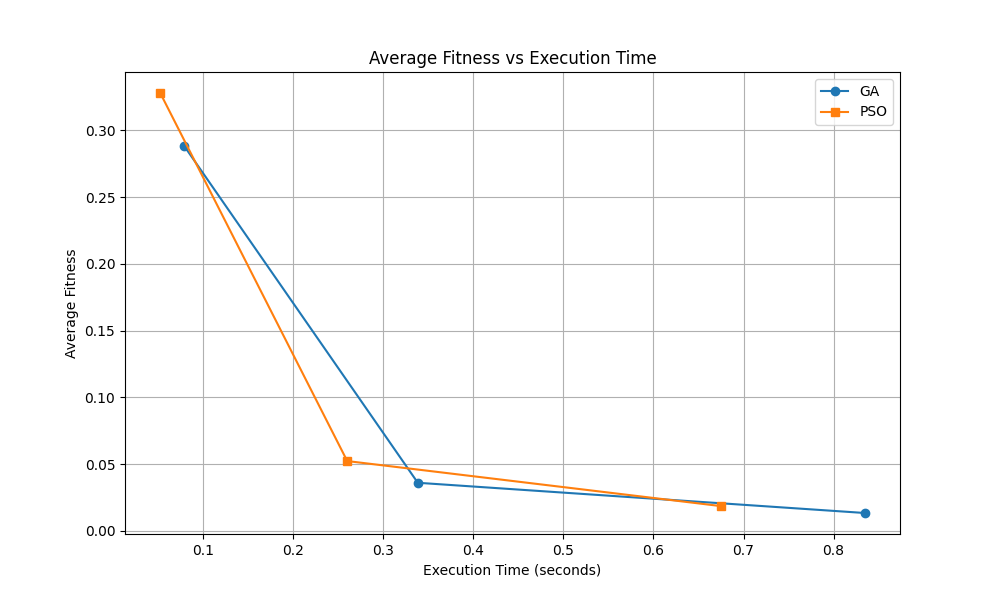 Average Fitness vs Execution Time
GA
PSO
Average Fitness
0.30
0.25
0.20
0.15
0.10
0.05
0.00
0.1 0.2 0.3 0.4 0.5 0.6 0.7 0.8
Execution Time (seconds)